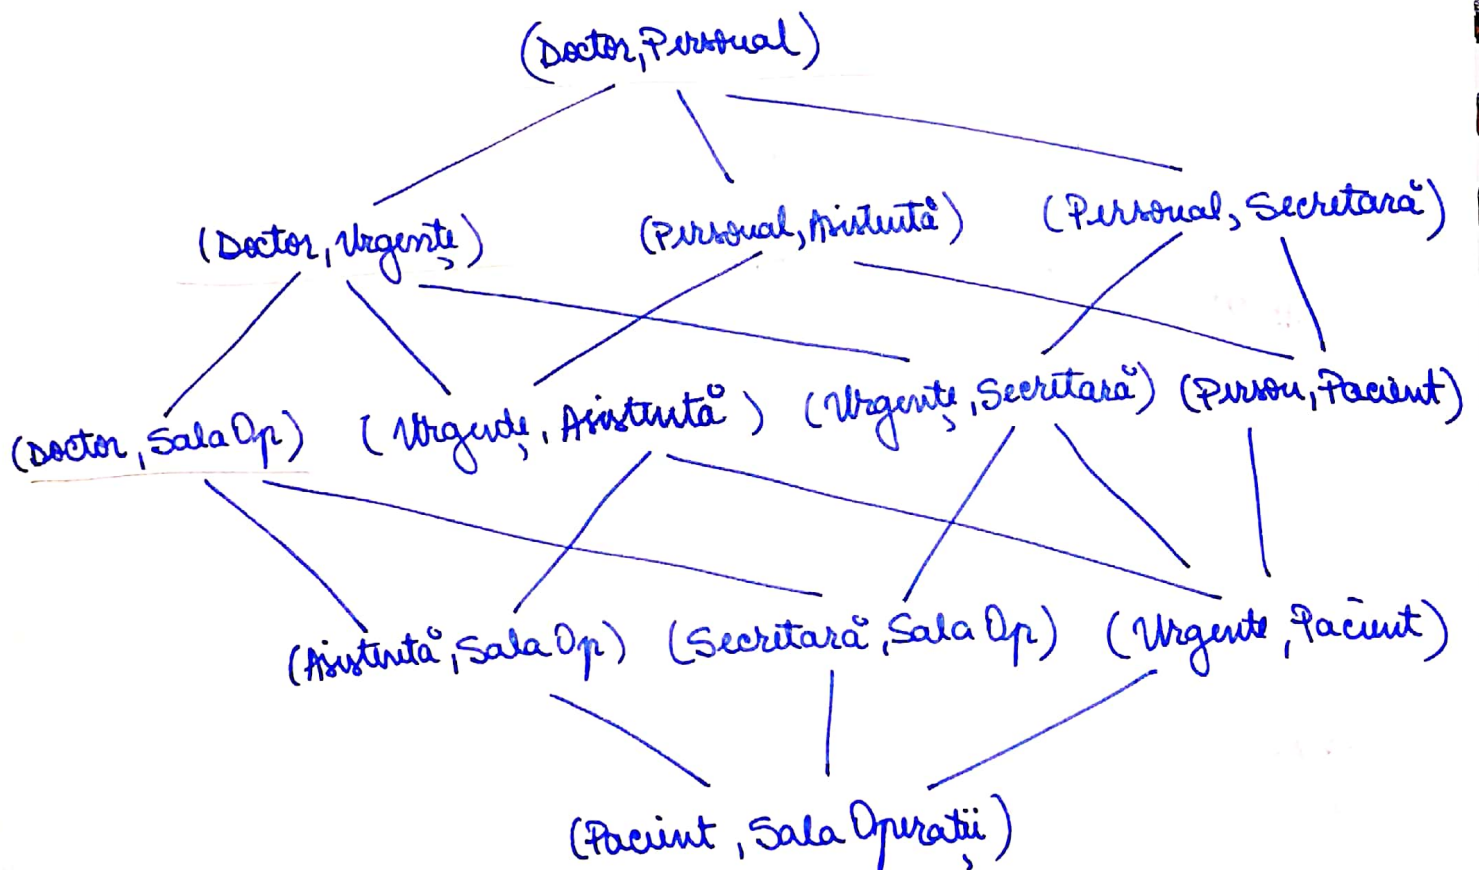 (Doctor, Personal)
(Doctor, Urgențe) (Personal, Asistentă) (Personal, Secretară)
(Doctor, Sala Op) (Urgențe, Asistentă) (Urgențe, Secretară) (Person, Pacient)
(Asistentă, Sala Op) (Secretară, Sala Op) (Urgente, Pacient)
(Pacient, Sala Operații)